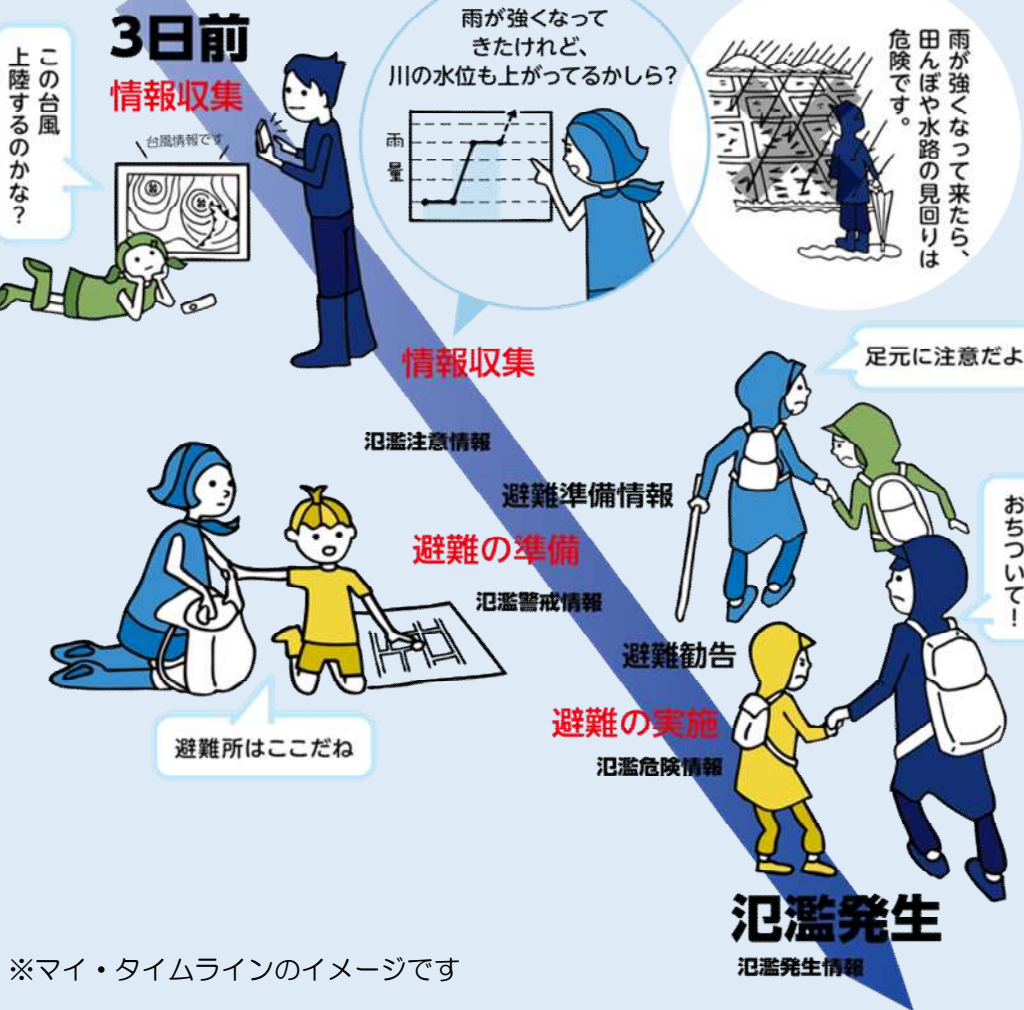 3日前
情報収集
台風情報です
この台風
上陸するのかな？
雨が強くなって
きたけれど、
川の水位も上がってるかしら？
雨
量
雨が強くなって来たら、
田んぼや水路の見回りは
危険です。
情報収集
氾濫注意情報
足元に注意だよ
避難準備情報
避難の準備
氾濫警戒情報
おちついて！
避難勧告
避難の実施
氾濫危険情報
避難所はここだね
氾濫発生
氾濫発生情報
※マイ・タイムラインのイメージです